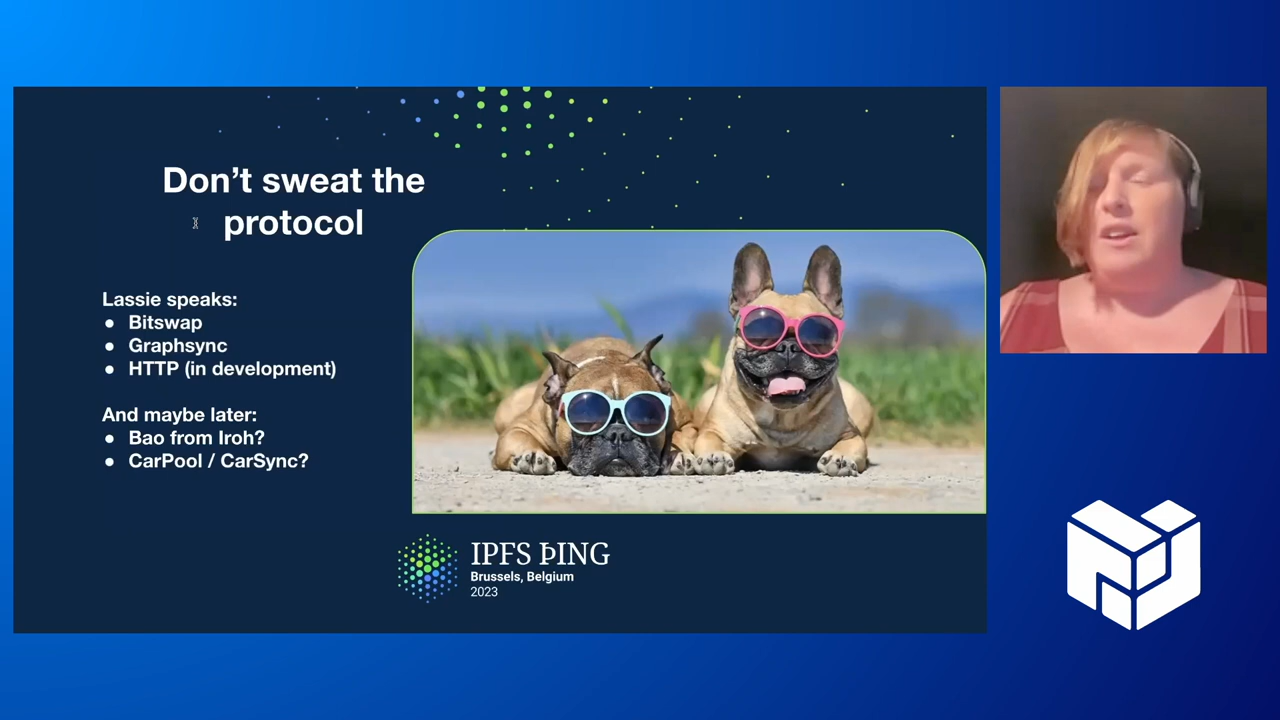 Don’t sweat the
protocol
Lassie speaks:
● Bitswap
● Graphsync
● HTTP (in development)
And maybe later:
● Bao from Iroh?
● CarPool / CarSync?
IPFS ÞING
Brussels, Belgium
2023